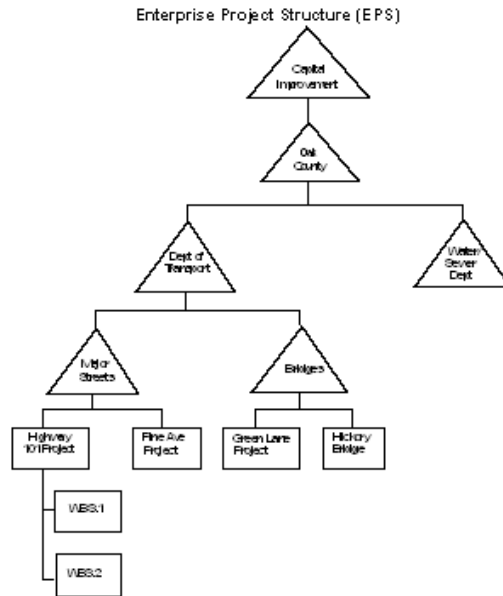 Enterprise Project Structure (EPS)
Capital
Improvement
Oak
County
Dept of
Transport
Water/
Sewer
Dept
Major
Streets
Bridges
Highway
101 Project
Pine Ave
Project
Green Lane
Project
Hickory
Bridge
WBS.1
WBS.2